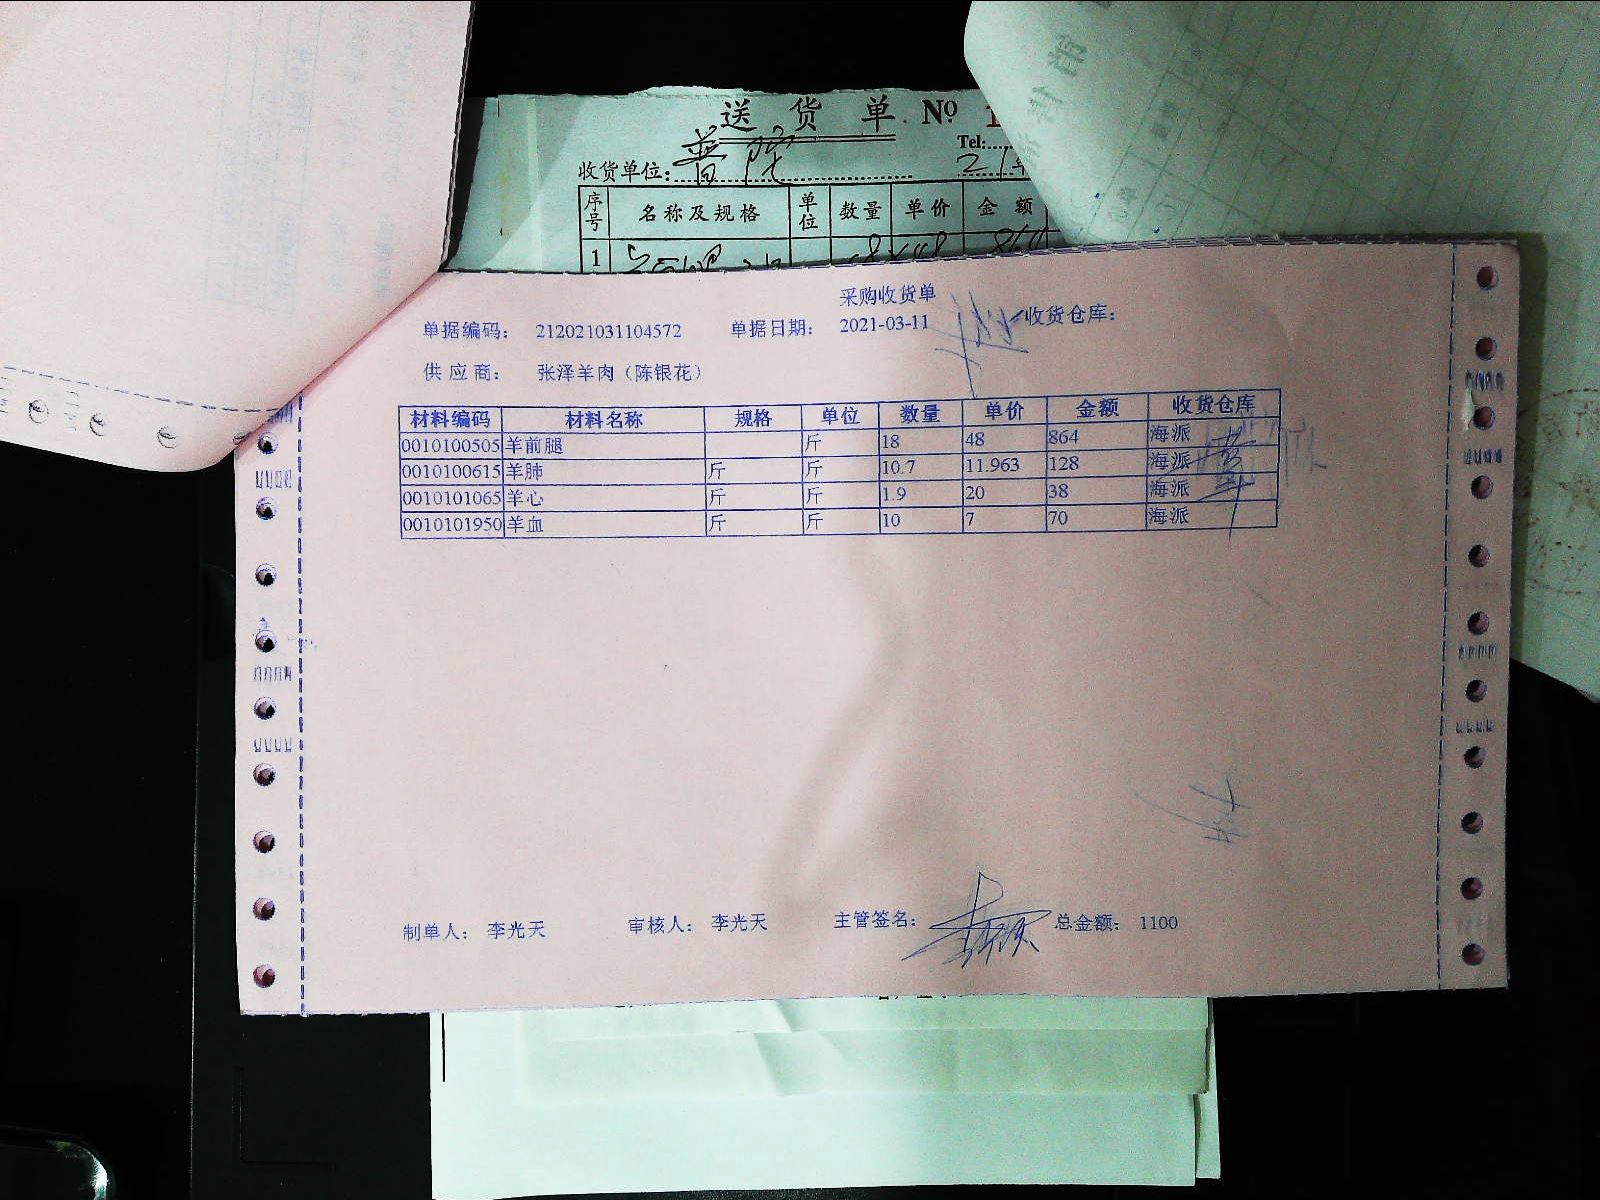 送货单 №
Tel:
收货单位: 普陀 21年
序号 名称及规格 单位 数量 单价 金额
1
采购收货单
单据编码： 212021031104572 单据日期： 2021-03-11 收货仓库：
供应商： 张泽羊肉（陈银花）
材料编码 材料名称 规格 单位 数量 单价 金额 收货仓库
0010100505 羊前腿 斤 18 48 864 海派
0010100615 羊肺 斤 斤 10.7 11.963 128 海派
0010101065 羊心 斤 斤 1.9 20 38 海派
0010101950 羊血 斤 斤 10 7 70 海派
制单人： 李光天 审核人： 李光天 主管签名： 总金额： 1100